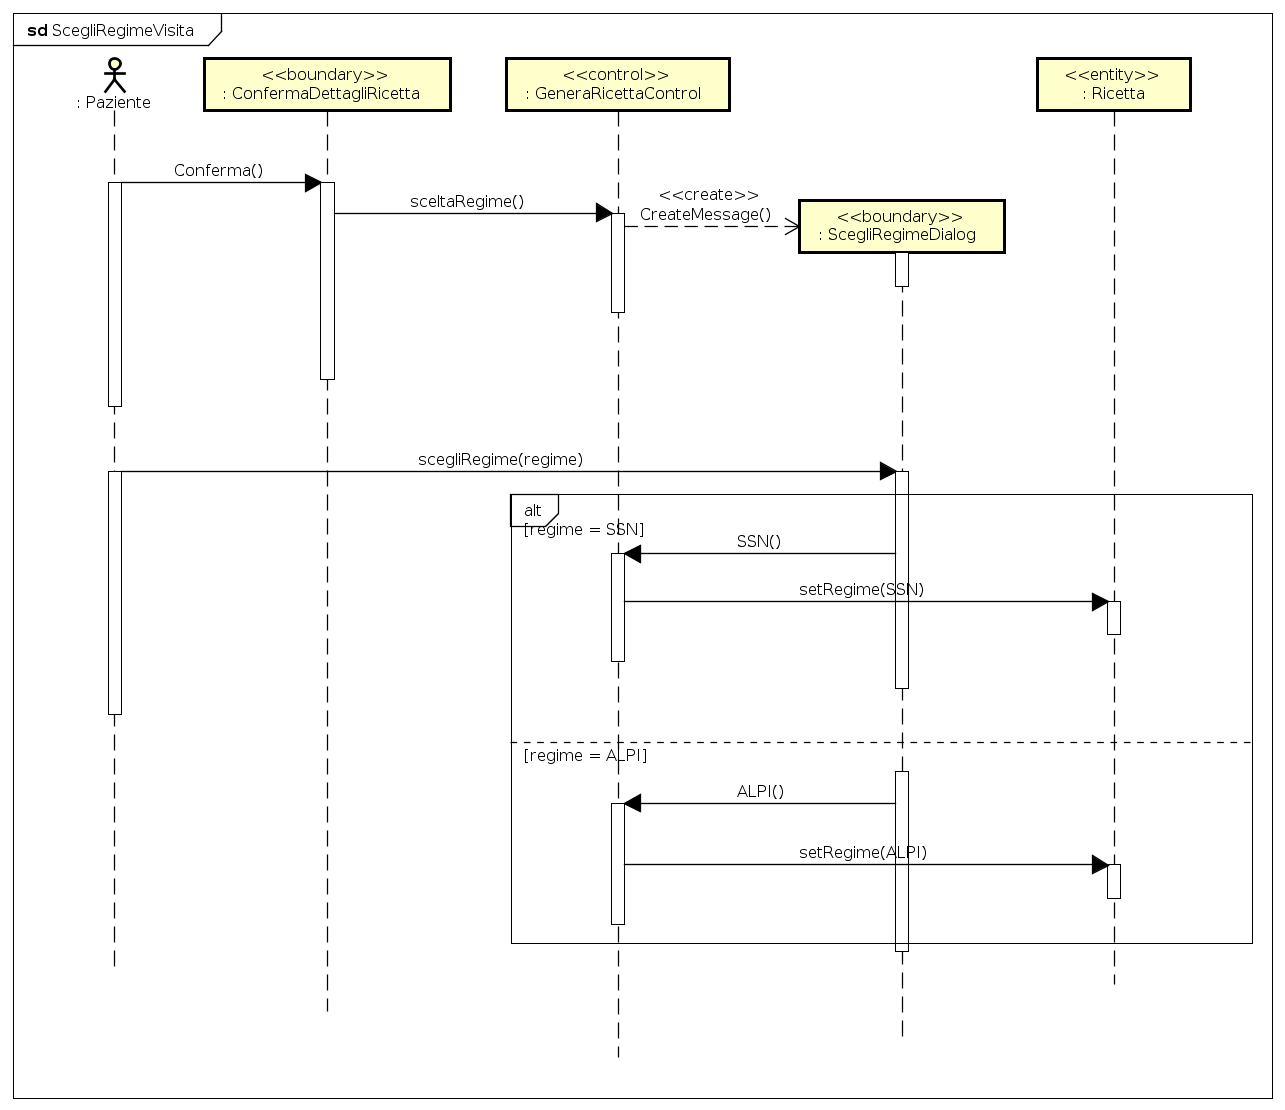 sd ScegliRegimeVisita
: Paziente
<<boundary>>
: ConfermaDettagliRicetta
<<control>>
: GeneraRicettaControl
<<entity>>
: Ricetta
Conferma()
sceltaRegime()
<<create>>
CreateMessage()
<<boundary>>
: ScegliRegimeDialog
scegliRegime(regime)
alt
[regime = SSN]
SSN()
setRegime(SSN)
[regime = ALPI]
ALPI()
setRegime(ALPI)